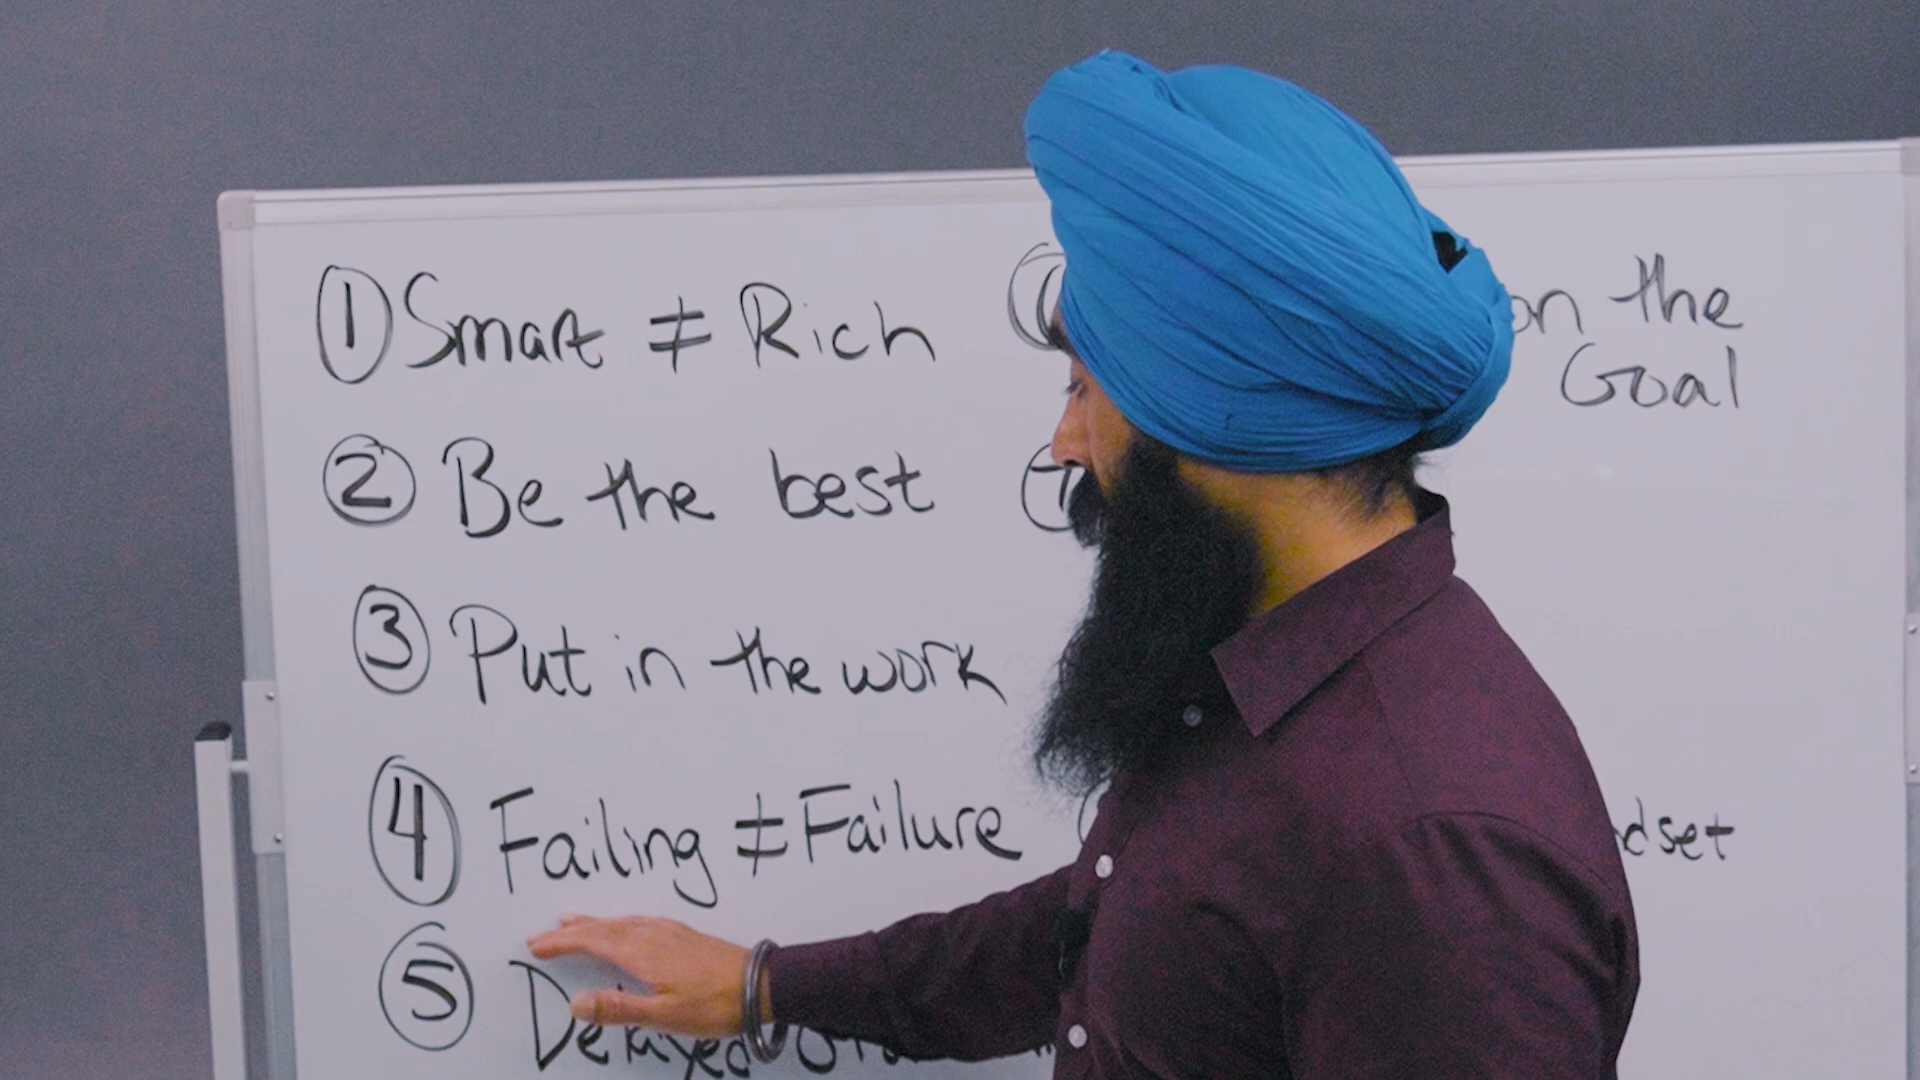 ① Smart ≠ Rich
② Be the best
③ Put in the work
④ Failing ≠ Failure
⑤ Delayed
on the
Goal
⑦